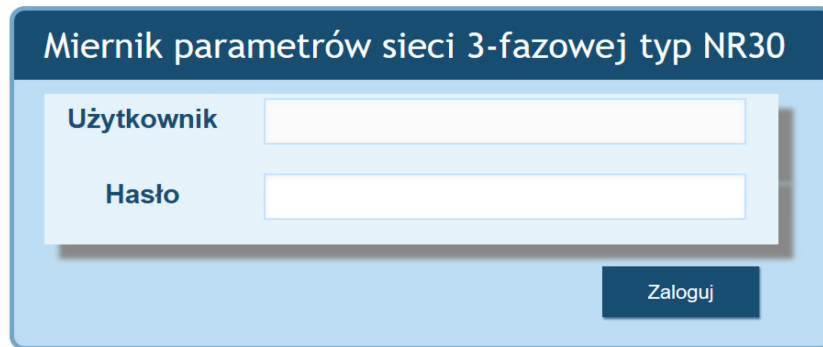 Miernik parametrów sieci 3-fazowej typ NR30
Użytkownik
Hasło
Zaloguj